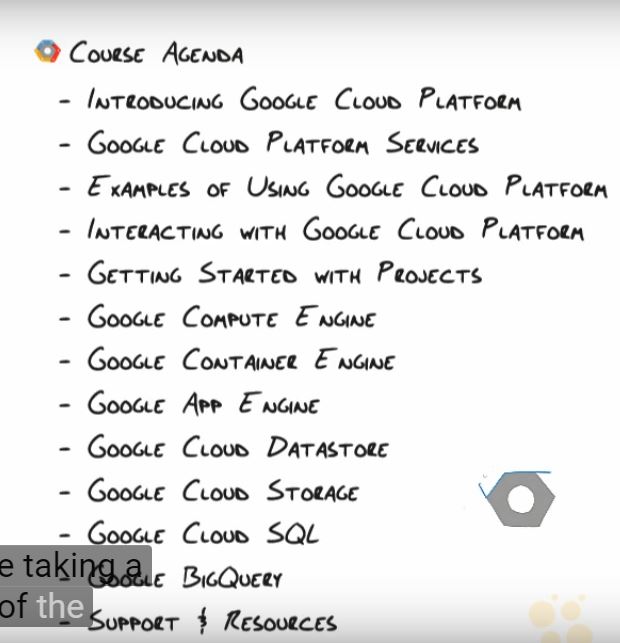 Course Agenda
- Introducing Google Cloud Platform
- Google Cloud Platform Services
- Examples of Using Google Cloud Platform
- Interacting with Google Cloud Platform
- Getting Started with Projects
- Google Compute Engine
- Google Container Engine
- Google App Engine
- Google Cloud Datastore
- Google Cloud Storage
- Google Cloud SQL
e taking a
- Google BigQuery
of the
- Support & Resources